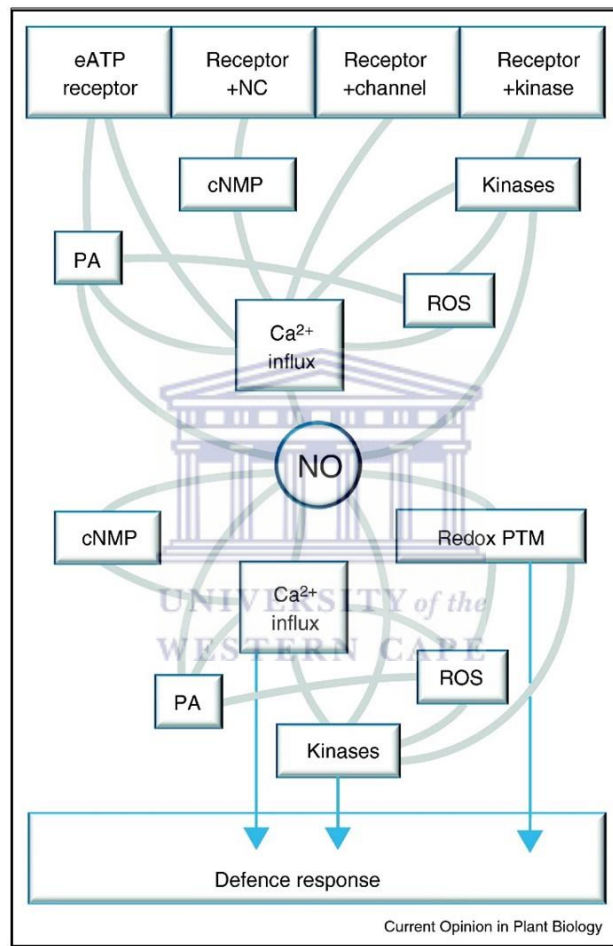 eATP
receptor
Receptor
+NC
Receptor
+channel
Receptor
+kinase
cNMP
Kinases
PA
ROS
Ca²⁺
influx
NO
cNMP
Redox PTM
Ca²⁺
influx
UNIVERSITY of the
WESTERN CAPE
ROS
PA
Kinases
Defence response
Current Opinion in Plant Biology